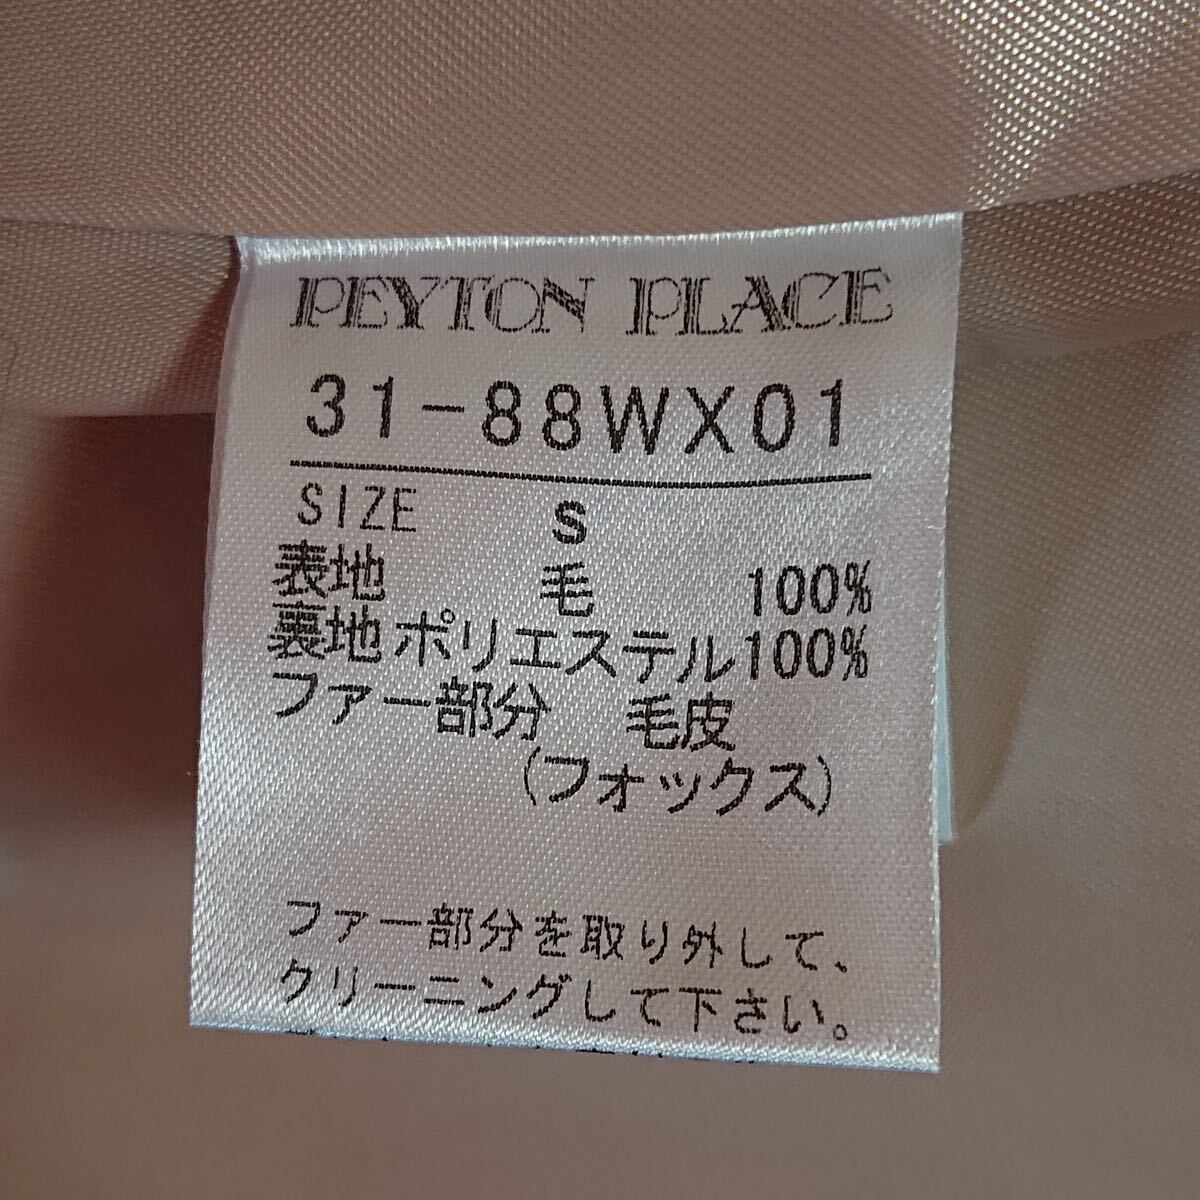 PEYTON PLACE
31-88WX01
SIZE S
表地 毛 100%
裏地 ポリエステル100%
ファー部分 毛皮
(フォックス)
ファー部分を取り外して、
クリーニングして下さい。